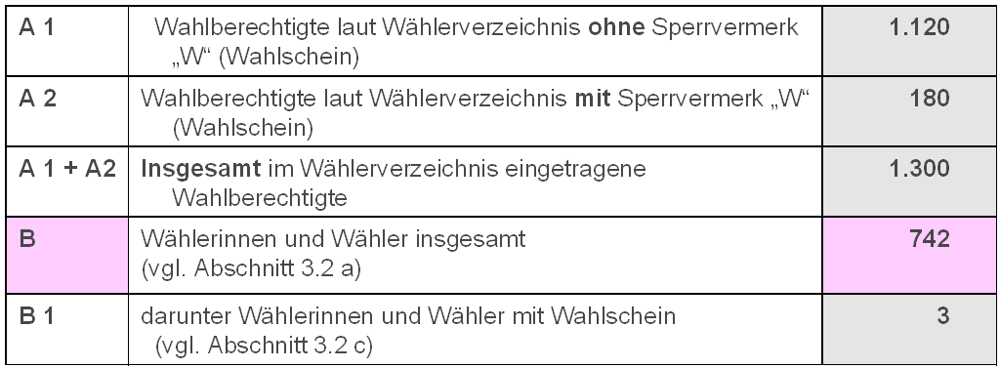 A 1 Wahlberechtigte laut Wählerverzeichnis ohne Sperrvermerk 1.120
„W“ (Wahlschein)
A 2 Wahlberechtigte laut Wählerverzeichnis mit Sperrvermerk „W“ 180
(Wahlschein)
A 1 + A2 Insgesamt im Wählerverzeichnis eingetragene 1.300
Wahlberechtigte
B Wählerinnen und Wähler insgesamt 742
(vgl. Abschnitt 3.2 a)
B 1 darunter Wählerinnen und Wähler mit Wahlschein 3
(vgl. Abschnitt 3.2 c)